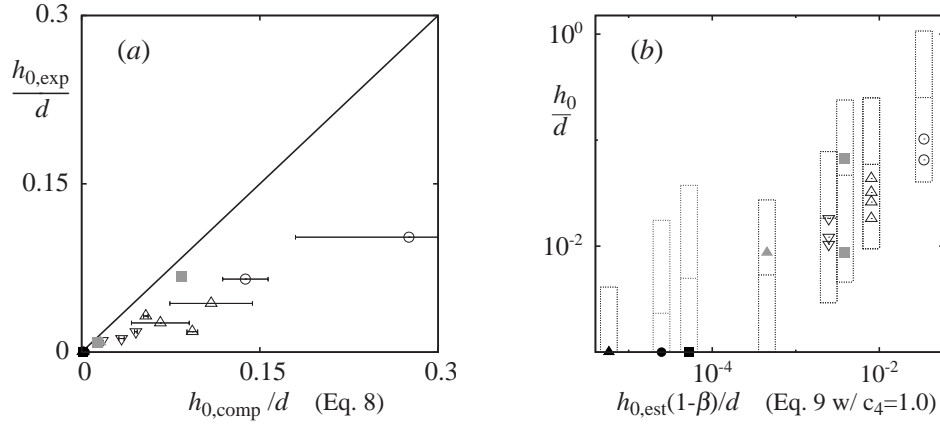 0.3
(a)
h0,exp
d
0.15
0
0
0.15
0.3
h0,comp/d (Eq. 8)
10^0
(b)
h0
d
10^-2
10^-4
10^-2
h0,est(1-β)/d (Eq. 9 w/ c4=1.0)